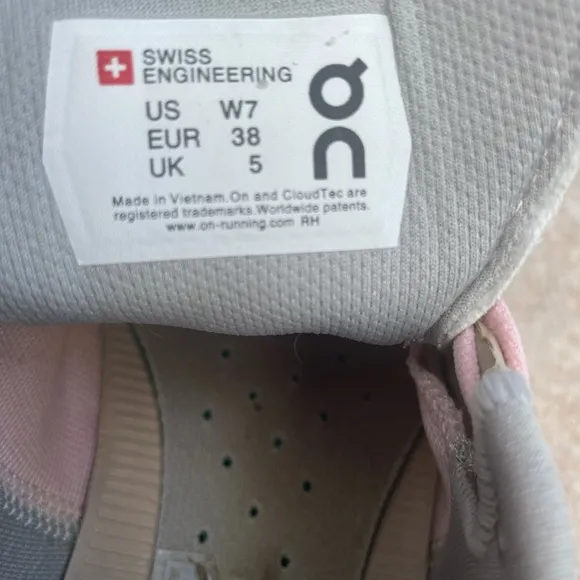 SWISS
ENGINEERING
US W7
EUR 38
UK 5
On
Made in Vietnam.On and CloudTec are
registered trademarks.Worldwide patents.
www.on-running.com RH